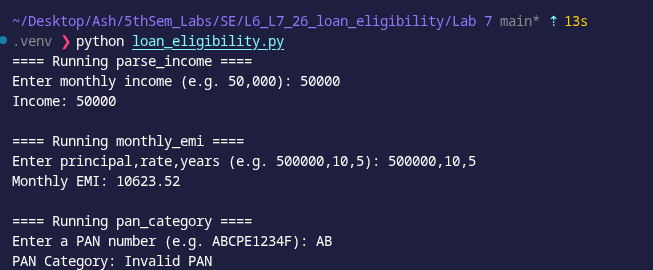 ~/Desktop/Ash/5thSem_Labs/SE/L6_L7_26_loan_eligibility/Lab 7 main* ⇡ 13s
.venv ❯ python loan_eligibility.py
==== Running parse_income ====
Enter monthly income (e.g. 50,000): 50000
Income: 50000
==== Running monthly_emi ====
Enter principal,rate,years (e.g. 500000,10,5): 500000,10,5
Monthly EMI: 10623.52
==== Running pan_category ====
Enter a PAN number (e.g. ABCPE1234F): AB
PAN Category: Invalid PAN